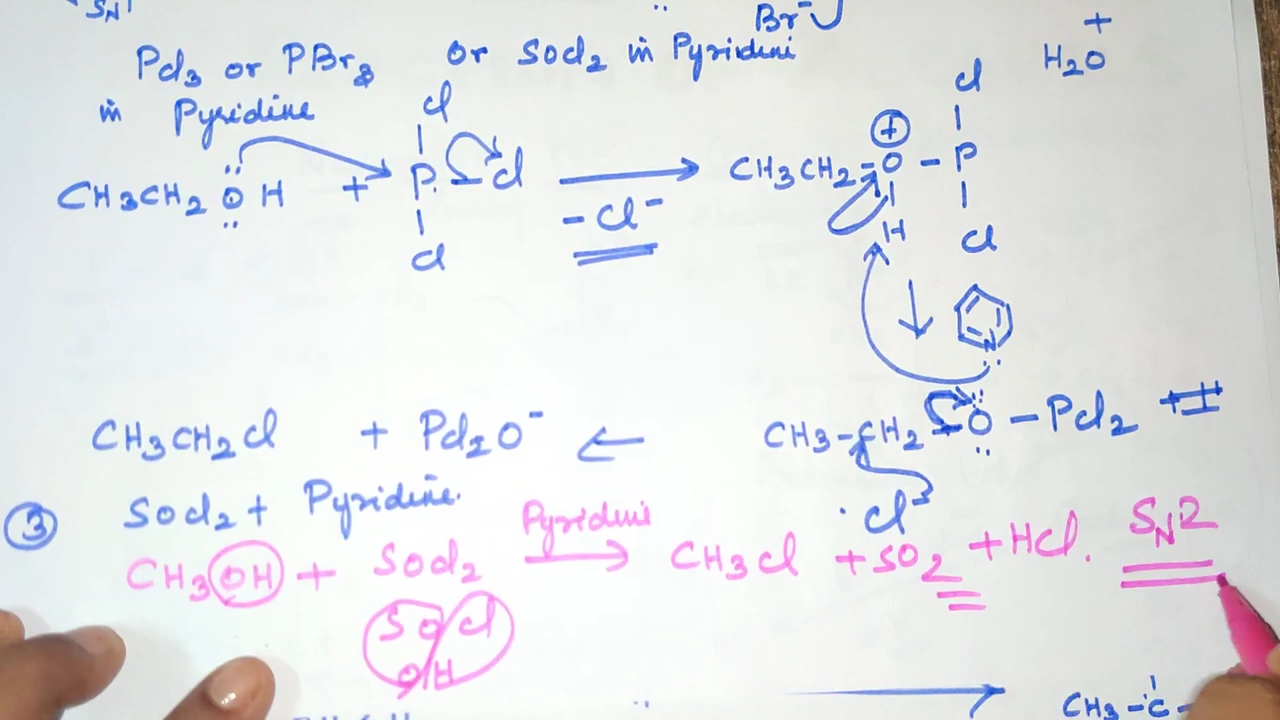 SN1
Br-
PCl3 or PBr3 or SOCl2 in Pyridine
in Pyridine
+
H2O
Cl
CH3CH2 Ö H + P - Cl
Cl
- Cl-
+
Cl
CH3CH2 - O - P
H
Cl
N
CH3CH2Cl + PCl2O-
CH3-CH2 - O - PCl2 + H
Cl-
③ SOCl2 + Pyridine.
CH3OH + SOCl2 Pyridine CH3Cl + SO2 + HCl. SN2
SO Cl
OH
CH3-C-